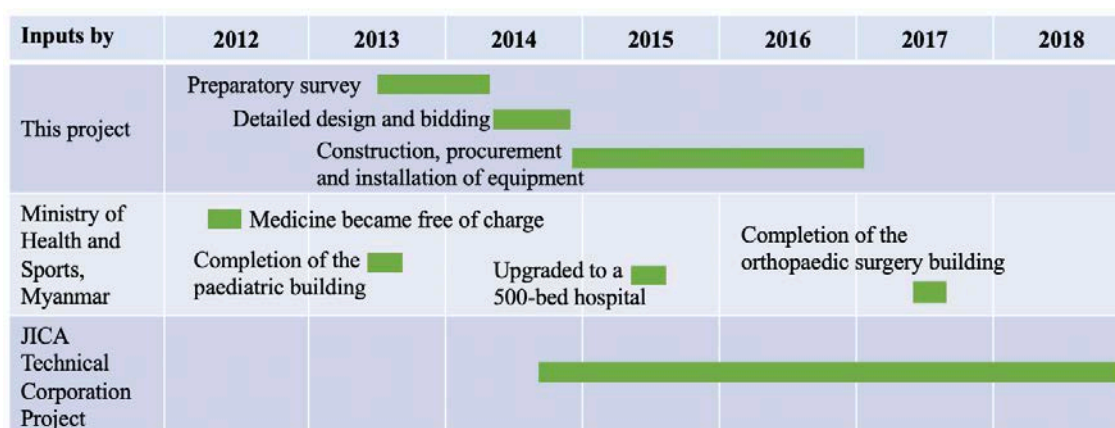 Inputs by
2012
2013
2014
2015
2016
2017
2018
This project
Preparatory survey
Detailed design and bidding
Construction, procurement
and installation of equipment
Ministry of
Health and
Sports,
Myanmar
Medicine became free of charge
Completion of the
paediatric building
Upgraded to a
500-bed hospital
Completion of the
orthopaedic surgery building
JICA
Technical
Corporation
Project